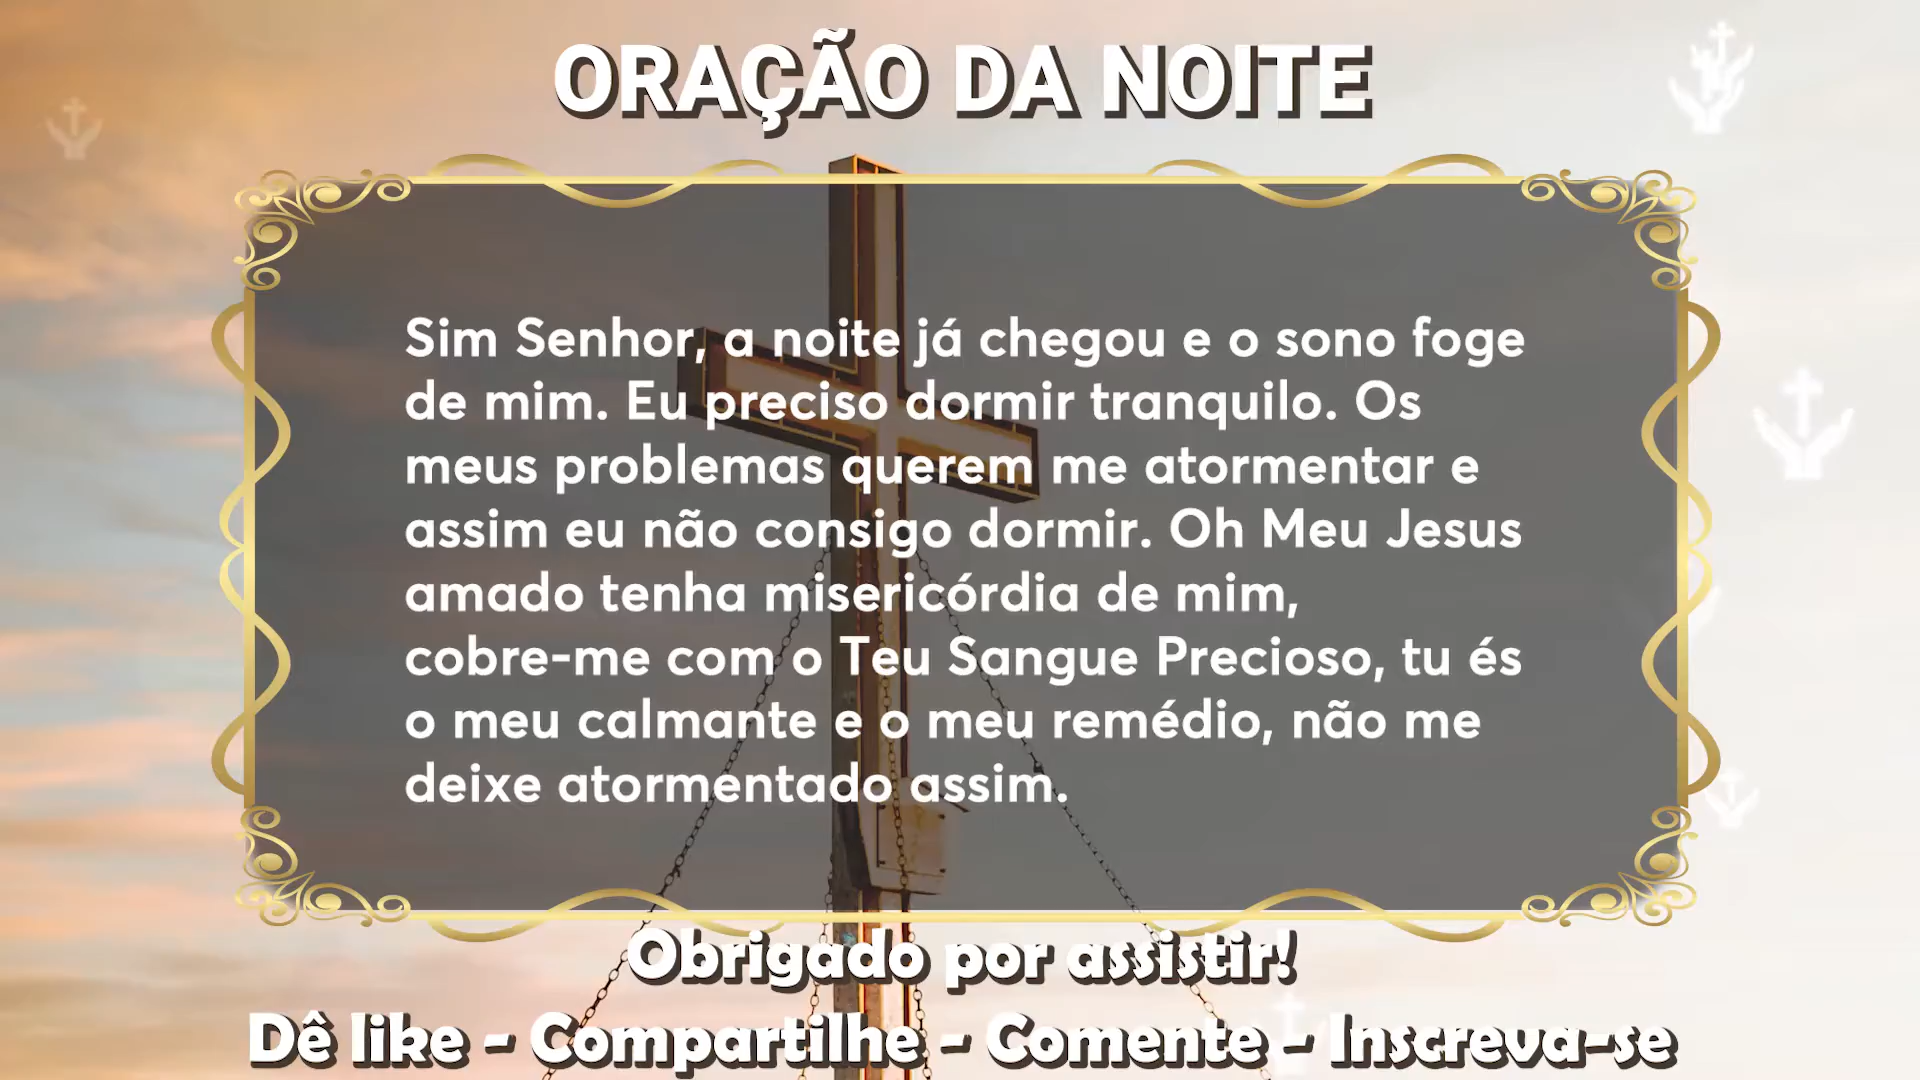 ORAÇÃO DA NOITE
Sim Senhor, a noite já chegou e o sono foge
de mim. Eu preciso dormir tranquilo. Os
meus problemas querem me atormentar e
assim eu não consigo dormir. Oh Meu Jesus
amado tenha misericórdia de mim,
cobre-me com o Teu Sangue Precioso, tu és
o meu calmante e o meu remédio, não me
deixe atormentado assim.
Obrigado por assistir!
Dê like - Compartilhe - Comente - Inscreva-se